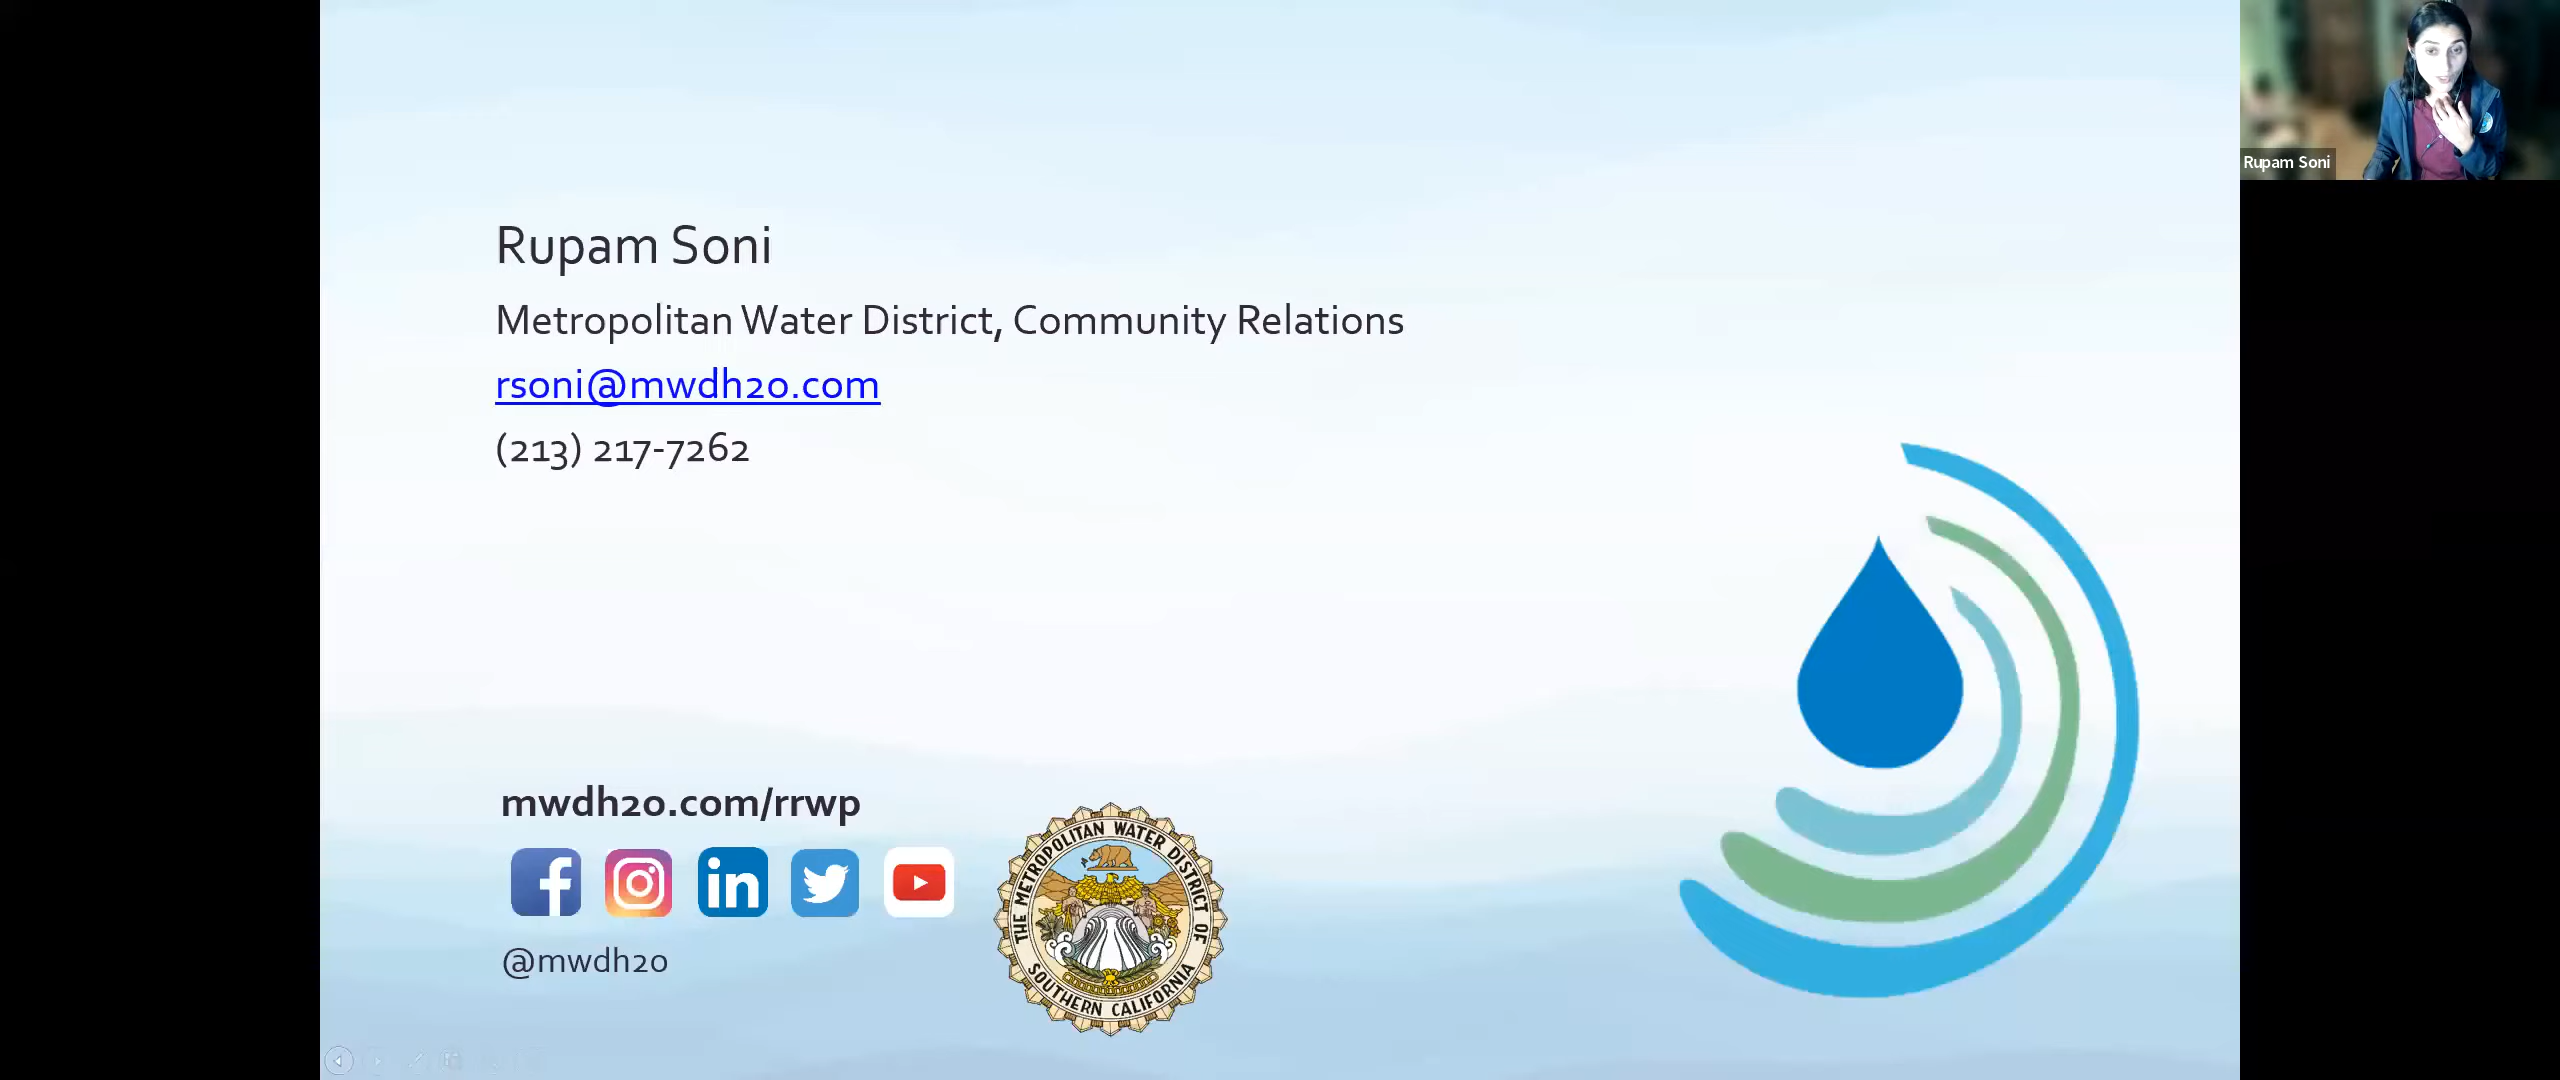 Rupam Soni
Metropolitan Water District, Community Relations
rsoni@mwdh2o.com
(213) 217-7262
mwdh2o.com/rrwp
@mwdh2o
THE METROPOLITAN WATER DISTRICT OF
SOUTHERN CALIFORNIA
Rupam Soni